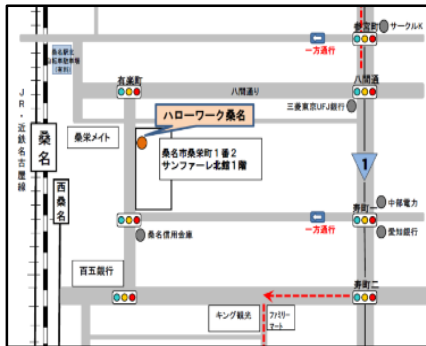 参宮町
サークルK
一方通行
桑名駅北
自転車駐車場
(有料)
有楽町
八間通り
八間通
三菱東京UFJ銀行
ハローワーク桑名
JR・近鉄名古屋線
桑名
桑栄メイト
桑名市桑栄町1番2
サンファーレ北館1階
1
西桑名
寿町一
中部電力
愛知銀行
一方通行
桑名信用金庫
百五銀行
寿町二
キング観光
ファミリー
マート